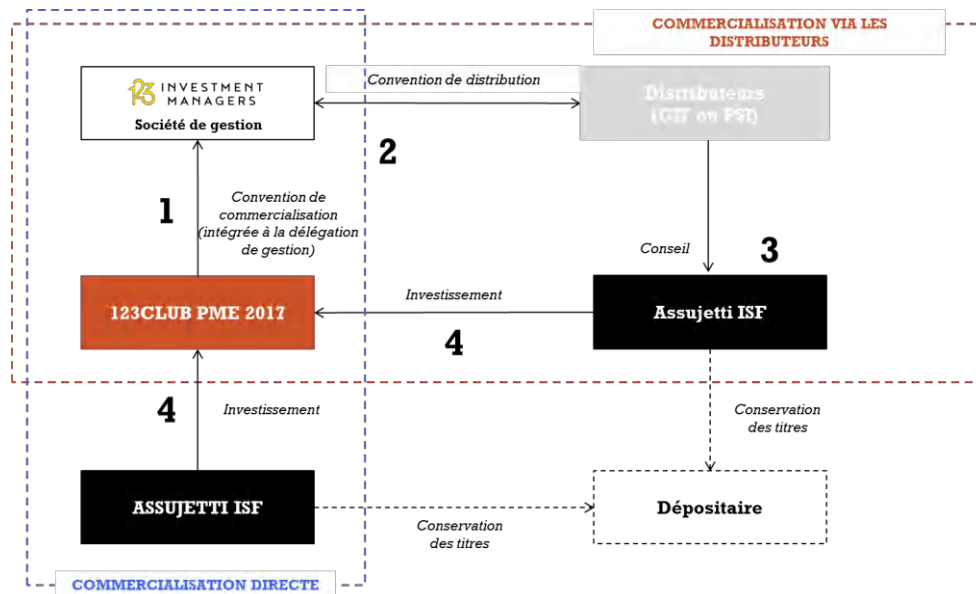 COMMERCIALISATION VIA LES
DISTRIBUTEURS
123 INVESTMENT
MANAGERS
Société de gestion
Convention de distribution
Distributeurs
(CIF ou PSI)
2
1
Convention de
commercialisation
(intégrée à la délégation
de gestion)
Conseil
3
123CLUB PME 2017
Investissement
4
Assujetti ISF
4
Investissement
Conservation
des titres
ASSUJETTI ISF
Conservation
des titres
Dépositaire
COMMERCIALISATION DIRECTE